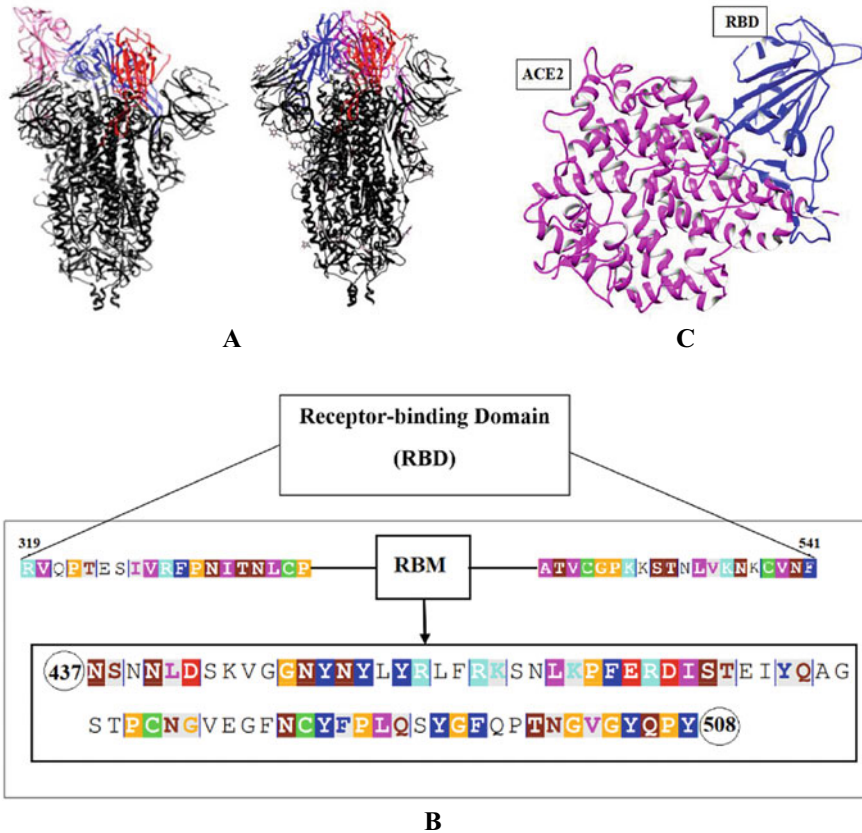 RBD
ACE2
A
C
Receptor-binding Domain
(RBD)
319
541
RVQPTESIVRFPNITNLCP
RBM
ATVCGPKKSTNLVKNKCVNF
437 NSNNLDSKVGGNYNYLYRLFRKSNLKPFERDISTEIYQAG
STPCNGVEGFNCYFPLQSYGFQPTNGVGYQPY 508
B